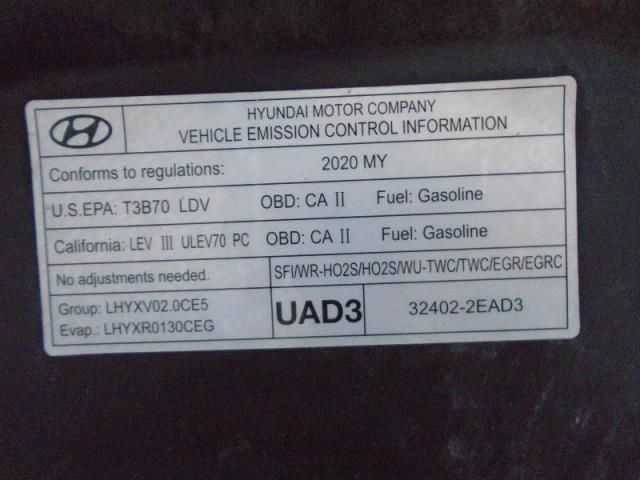 HYUNDAI MOTOR COMPANY
VEHICLE EMISSION CONTROL INFORMATION
Conforms to regulations: 2020 MY
U.S.EPA: T3B70 LDV OBD: CA II Fuel: Gasoline
California: LEV III ULEV70 PC OBD: CA II Fuel: Gasoline
No adjustments needed. SFI/WR-HO2S/HO2S/WU-TWC/TWC/EGR/EGRC
Group: LHYXV02.0CE5
Evap.: LHYXR0130CEG
UAD3
32402-2EAD3